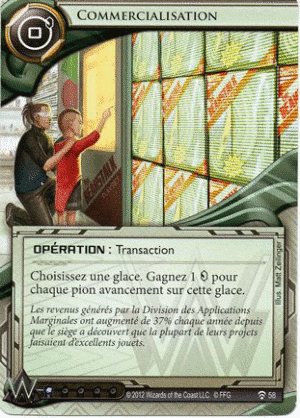 COMMERCIALISATION
OPÉRATION : Transaction
Choisissez une glace. Gagnez 1 pour
chaque pion avancement sur cette glace.
Les revenus générés par la Division des Applications
Marginales ont augmenté de 37% chaque année depuis
que le siège a découvert que la plupart de leurs projets
faisaient d'excellents jouets.
Illus. Matt Zeilinger
© 2012 Wizards of the Coast LLC. © FFG 58